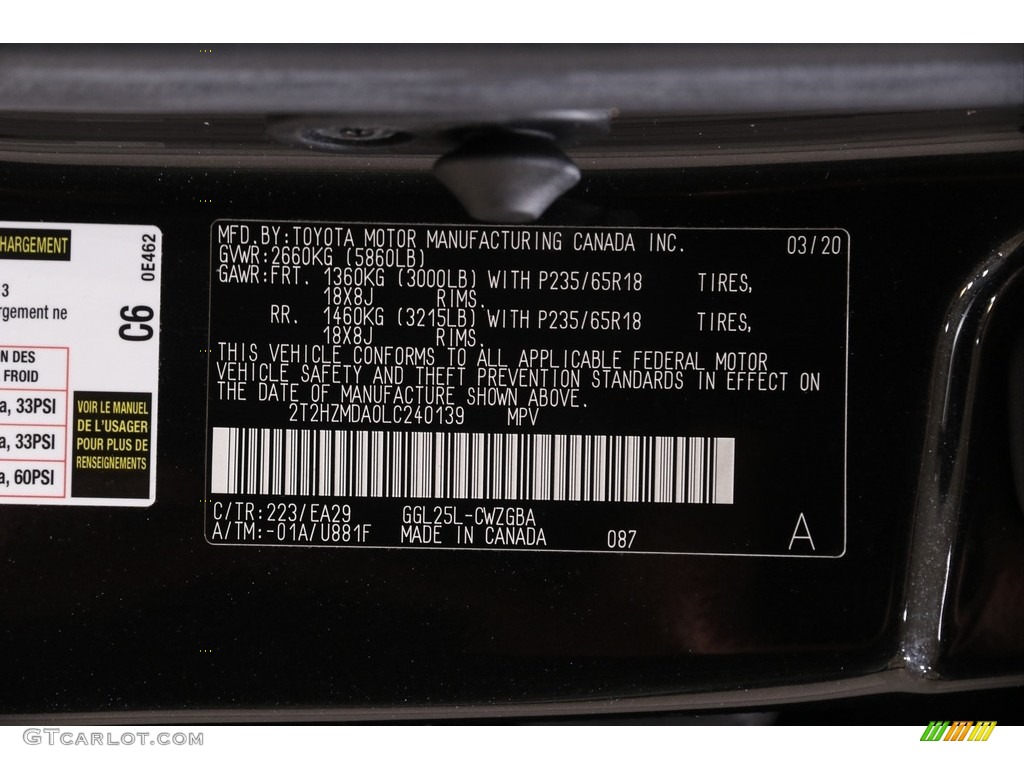 HARGEMENT
3
rgement ne
C6
0E462
N DES
FROID
a, 33PSI
a, 33PSI
a, 60PSI
VOIR LE MANUEL
DE L'USAGER
POUR PLUS DE
RENSEIGNEMENTS
MFD.BY:TOYOTA MOTOR MANUFACTURING CANADA INC. 03/20
GVWR:2660KG (5860LB)
GAWR:FRT. 1360KG (3000LB) WITH P235/65R18 TIRES,
18X8J RIMS.
RR. 1460KG (3215LB) WITH P235/65R18 TIRES,
18X8J RIMS.
THIS VEHICLE CONFORMS TO ALL APPLICABLE FEDERAL MOTOR
VEHICLE SAFETY AND THEFT PREVENTION STANDARDS IN EFFECT ON
THE DATE OF MANUFACTURE SHOWN ABOVE.
2T2HZMDA0LC240139 MPV
C/TR:223/EA29 GGL25L-CWZGBA
A/TM:-01A/U881F MADE IN CANADA 087 A
GTCarlot.com